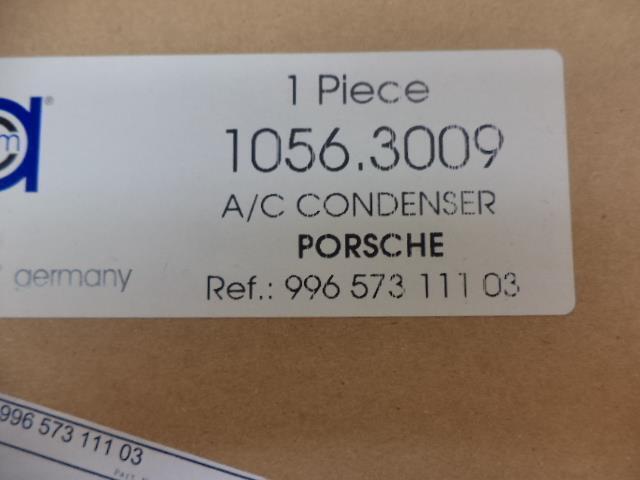 1 Piece
1056.3009
A/C CONDENSER
PORSCHE
Ref.: 996 573 111 03
m
®
germany
996 573 111 03